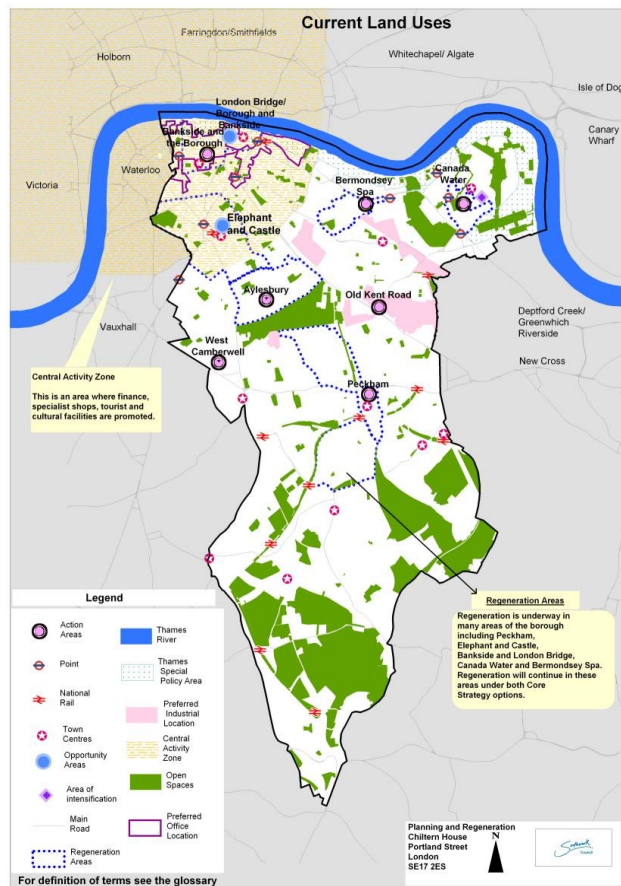 Current Land Uses
Farringdon/Smithfields
Holborn
Whitechapel/ Algate
Isle of Dog
Canary
Wharf
London Bridge/
Borough and
Bankside
Bankside and
the Borough
Waterloo
Victoria
Bermondsey
Spa
Canada
Water
Elephant
and Castle
Aylesbury
Old Kent Road
Deptford Creek/
Greenwhich
Riverside
Vauxhall
West
Camberwell
New Cross
Peckham
Central Activity Zone
This is an area where finance,
specialist shops, tourist and
cultural facilities are promoted.
Regeneration Areas
Regeneration is underway in
many areas of the borough
including Peckham,
Elephant and Castle,
Bankside and London Bridge,
Canada Water and Bermondsey Spa.
Regeneration will continue in these
areas under both Core
Strategy options.
Legend
Action
Areas
Point
National
Rail
Town
Centres
Opportunity
Areas
Area of
intensification
Main
Road
Regeneration
Areas
Thames
River
Thames
Special
Policy Area
Preferred
Industrial
Location
Central
Activity
Zone
Open
Spaces
Preferred
Office
Location
For definition of terms see the glossary
Planning and Regeneration
Chiltern House
Portland Street
London
SE17 2ES
N
Southwark
Council